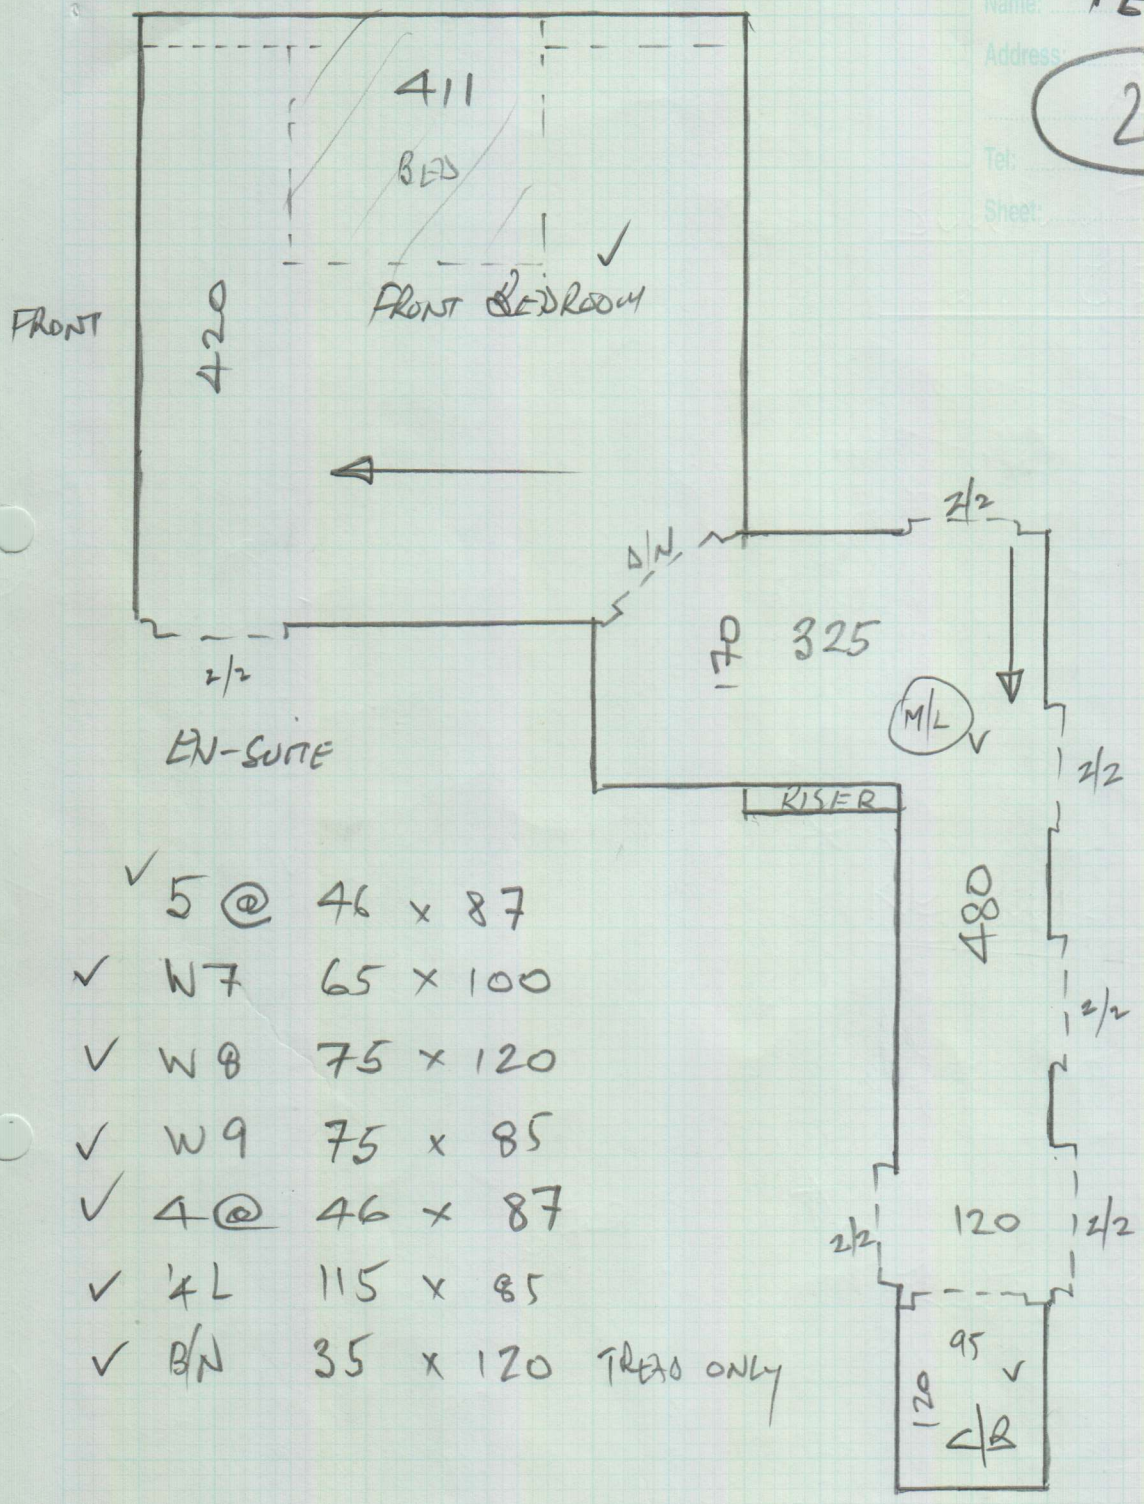 Name:
Address:
2
Tel:
Sheet:
411
BED
✓
FRONT BEDROOM
FRONT
420
2/2
D/N
170
325
M/L ✓
2/2
2/2
EN-SUITE
RISER
480
2/2
✓ 5 @ 46 x 87
✓ W7 65 x 100
✓ W8 75 x 120
✓ W9 75 x 85
✓ 4 @ 46 x 87
✓ 1/4 L 115 x 85
✓ B/N 35 x 120 TREAD ONLY
2/2
120
2/2
95
✓
120
C/B